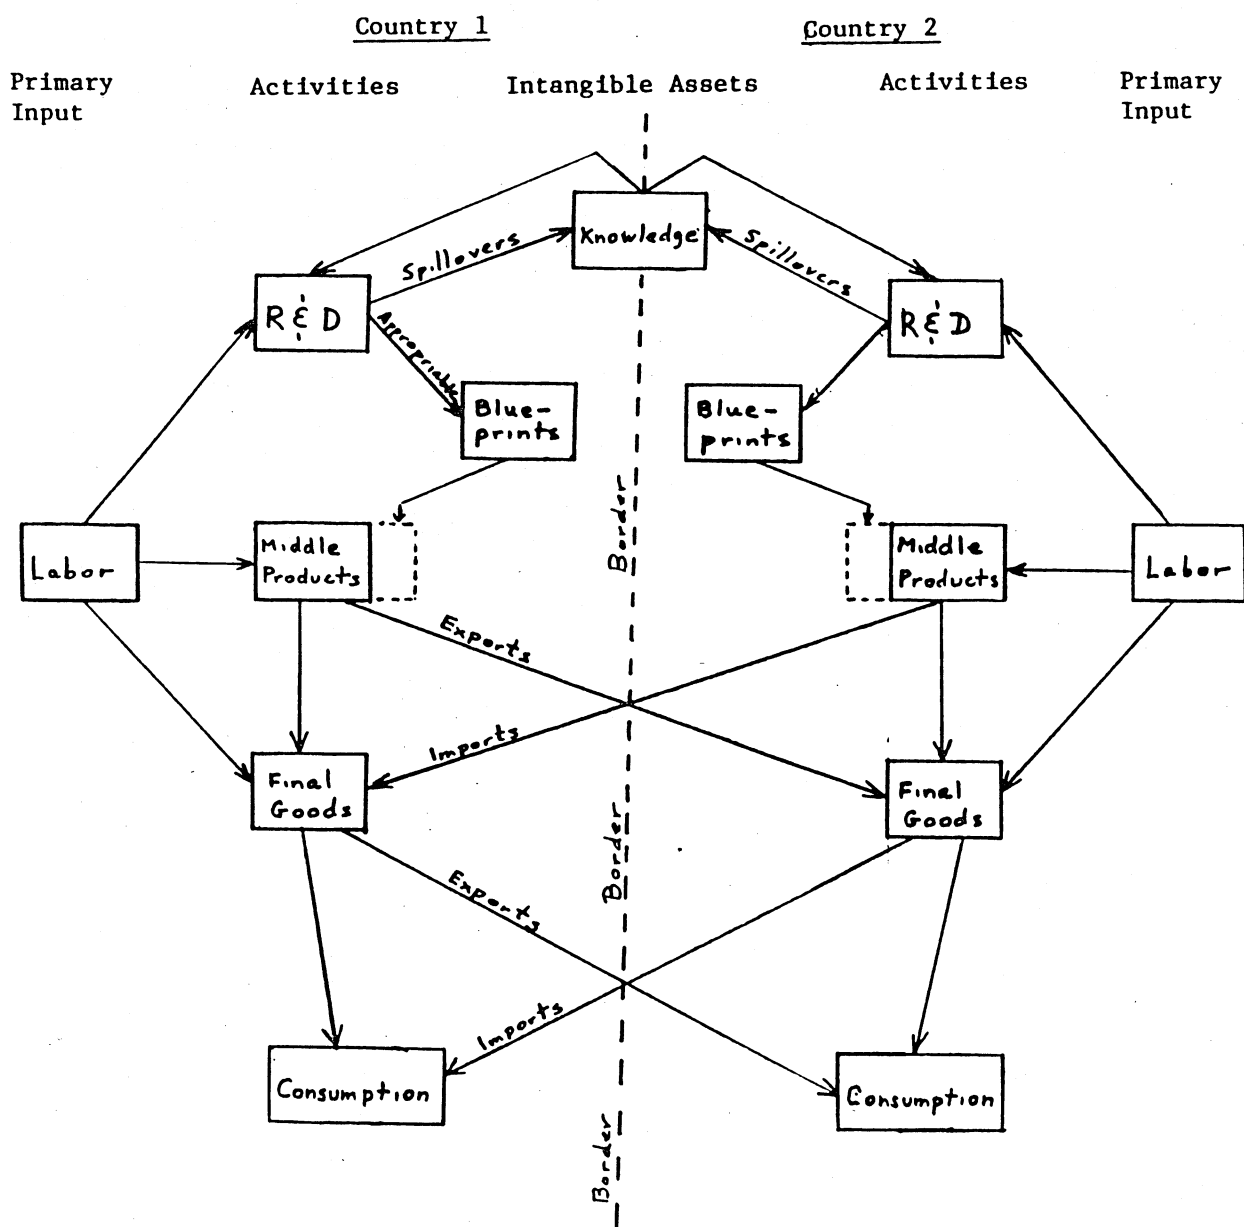 Country 1
Country 2
Primary
Input
Activities
Intangible Assets
Activities
Primary
Input
Knowledge
Spillovers
Spillovers
R & D
R & D
Appropriable
Blue-
prints
Blue-
prints
Border
Labor
Middle
Products
Middle
Products
Labor
Exports
Imports
Final
Goods
Final
Goods
Border
Exports
Imports
Consumption
Consumption
Border